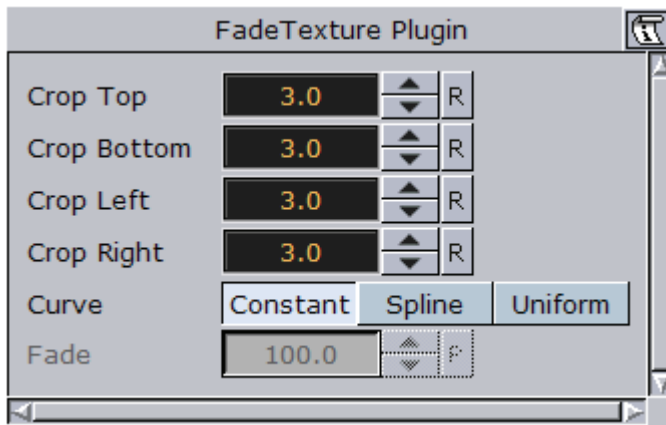 FadeTexture Plugin
Crop Top 3.0 R
Crop Bottom 3.0 R
Crop Left 3.0 R
Crop Right 3.0 R
Curve Constant Spline Uniform
Fade 100.0